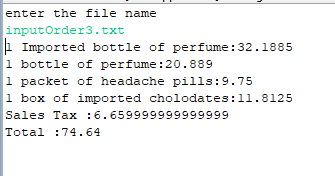 enter the file name
inputOrder3.txt
1 Imported bottle of perfume:32.1885
1 bottle of perfume:20.889
1 packet of headache pills:9.75
1 box of imported cholodates:11.8125
Sales Tax :6.659999999999999
Total :74.64